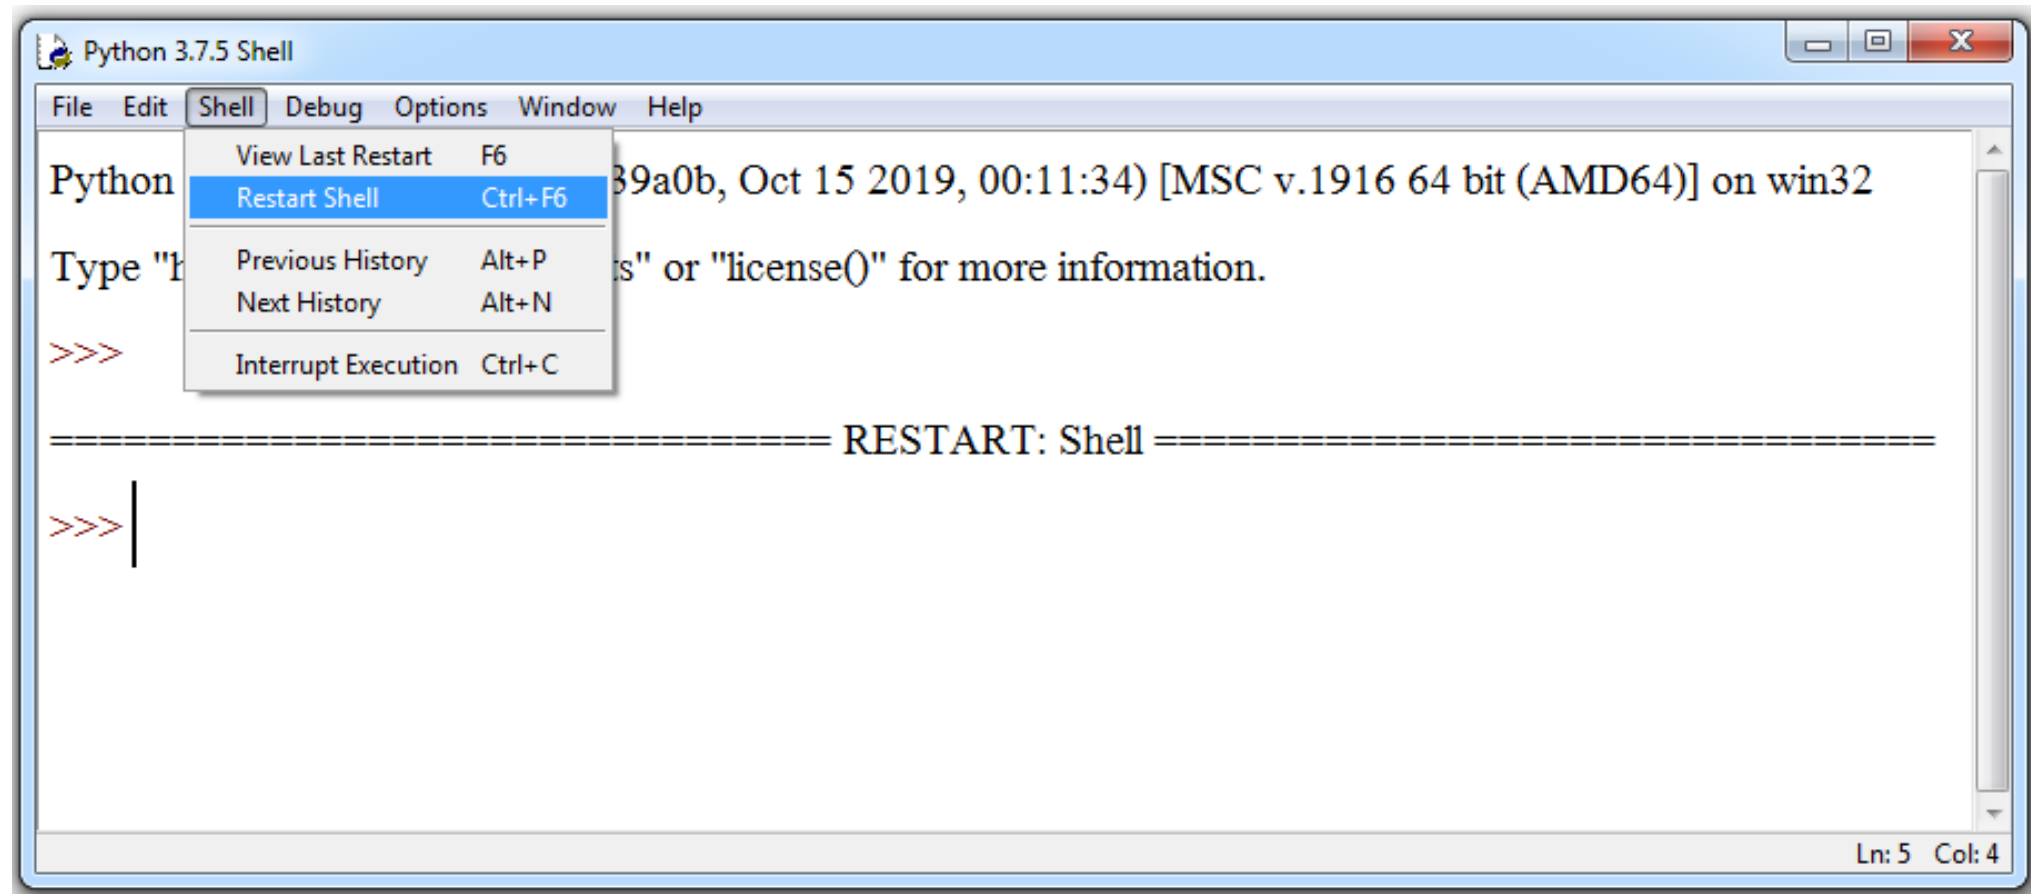 Python 3.7.5 Shell
File Edit Shell Debug Options Window Help
View Last Restart F6
Restart Shell Ctrl+F6
Previous History Alt+P
Next History Alt+N
Interrupt Execution Ctrl+C
Python 39a0b, Oct 15 2019, 00:11:34) [MSC v.1916 64 bit (AMD64)] on win32
Type "h s" or "license()" for more information.
>>>
================================ RESTART: Shell ================================
>>>
Ln: 5 Col: 4